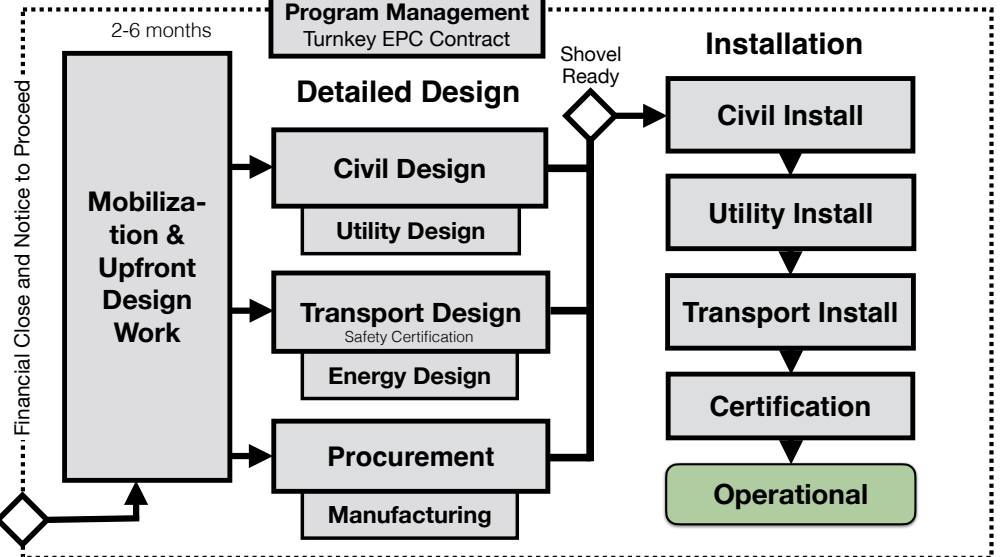 Program Management
Turnkey EPC Contract
2-6 months
Financial Close and Notice to Proceed
Mobiliza-
tion &
Upfront
Design
Work
Detailed Design
Civil Design
Utility Design
Transport Design
Safety Certification
Energy Design
Procurement
Manufacturing
Shovel
Ready
Installation
Civil Install
Utility Install
Transport Install
Certification
Operational